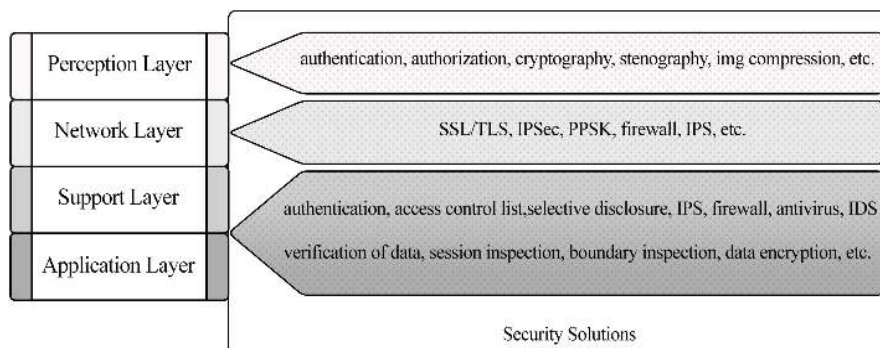 Perception Layer
authentication, authorization, cryptography, stenography, img compression, etc.
Network Layer
SSL/TLS, IPSec, PPSK, firewall, IPS, etc.
Support Layer
Application Layer
authentication, access control list,selective disclosure, IPS, firewall, antivirus, IDS
verification of data, session inspection, boundary inspection, data encryption, etc.
Security Solutions